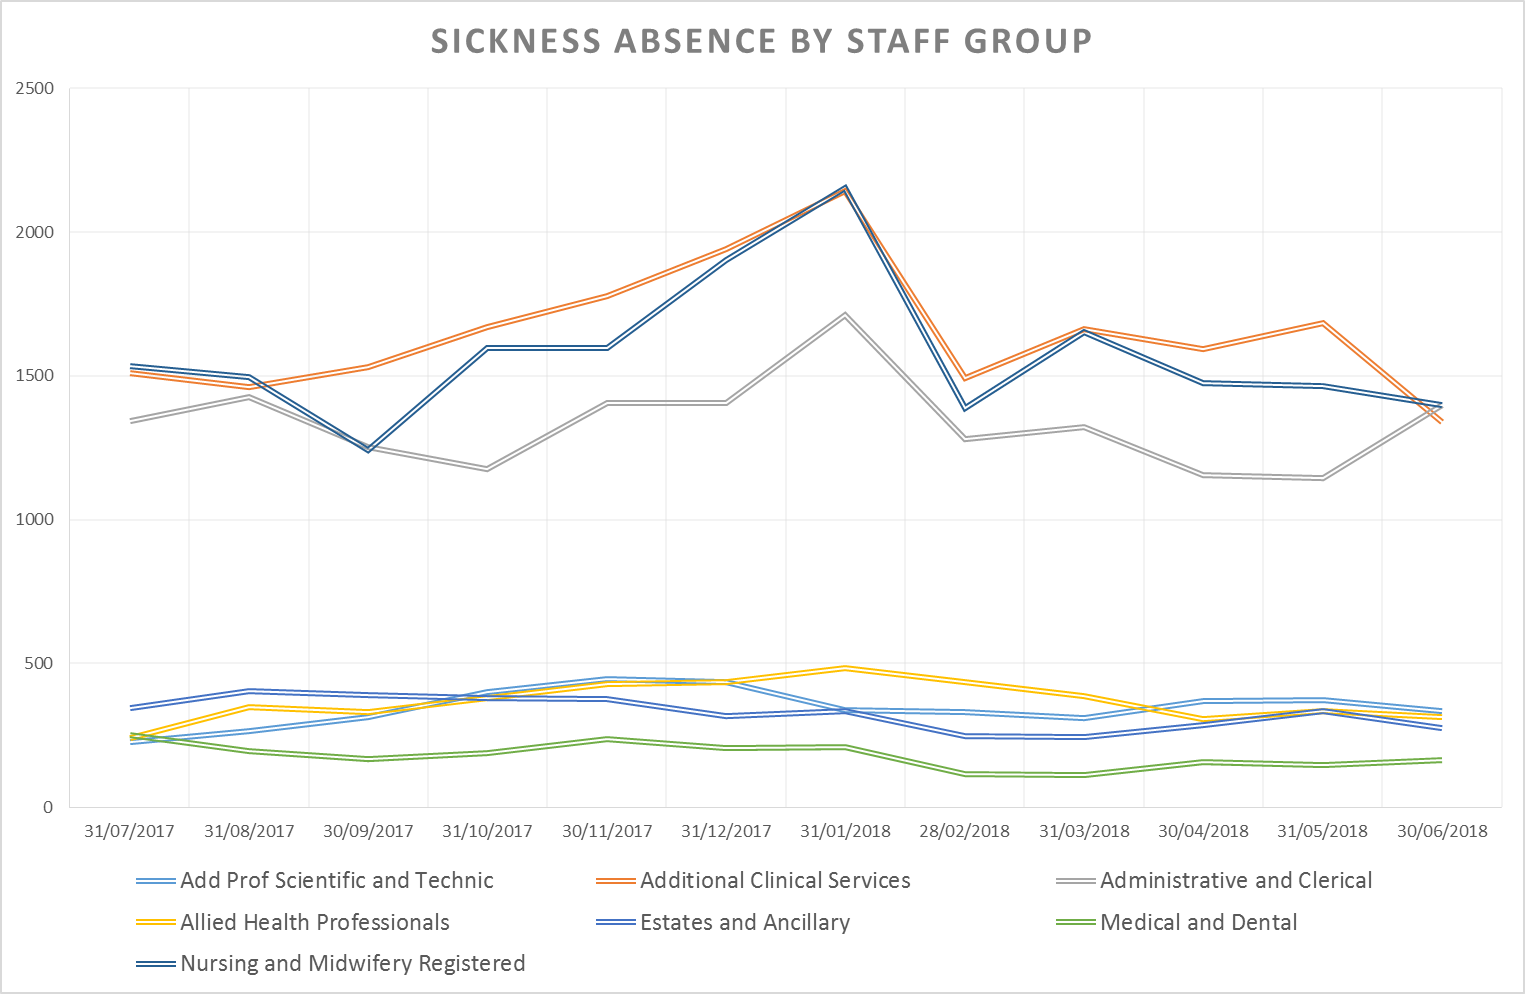 SICKNESS ABSENCE BY STAFF GROUP
2500
2000
1500
1000
500
0
31/07/2017 31/08/2017 30/09/2017 31/10/2017 30/11/2017 31/12/2017 31/01/2018 28/02/2018 31/03/2018 30/04/2018 31/05/2018 30/06/2018
Add Prof Scientific and Technic Additional Clinical Services Administrative and Clerical
Allied Health Professionals Estates and Ancillary Medical and Dental
Nursing and Midwifery Registered